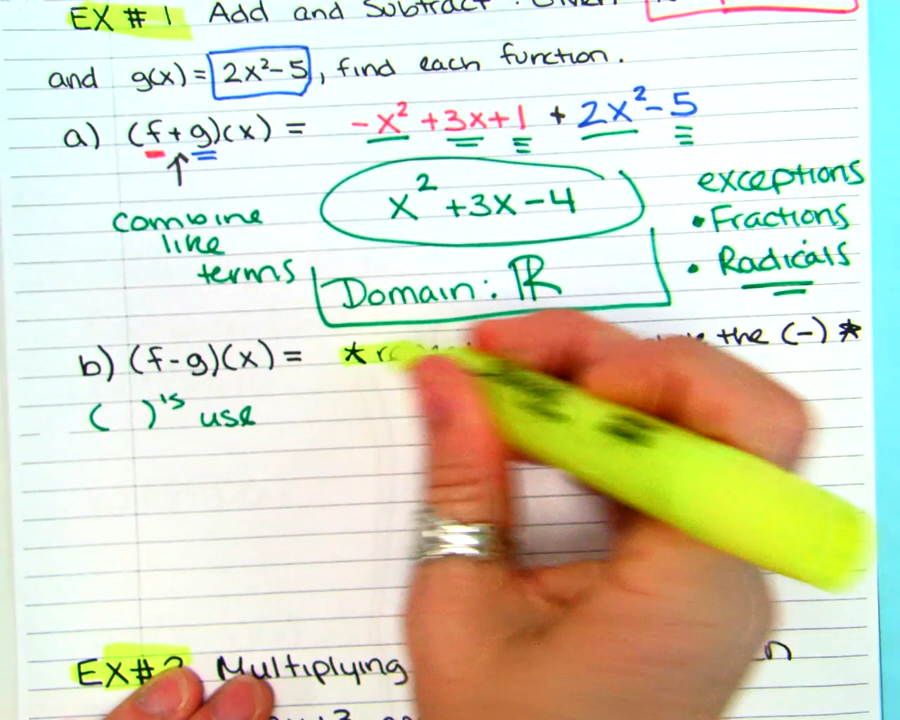 EX # 1 Add and Subtract
and g(x) = 2x²-5, find each function.
a) (f+g)(x) = -x² +3x+1 + 2x²-5
x² +3x -4
combine
like
terms
Domain: ℝ
exceptions
• Fractions
• Radicals
b) (f-g)(x) = * the (-) *
( )'s use
EX#2 Multiplying